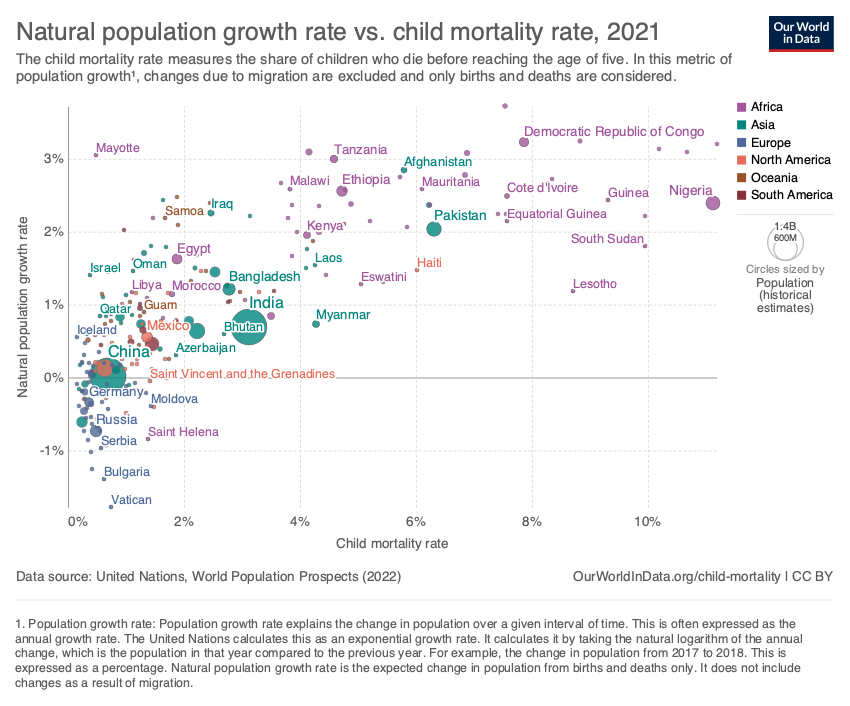 Natural population growth rate vs. child mortality rate, 2021
Our World
in Data
The child mortality rate measures the share of children who die before reaching the age of five. In this metric of
population growth¹, changes due to migration are excluded and only births and deaths are considered.
Natural population growth rate
3%
2%
1%
0%
-1%
Mayotte
Tanzania
Democratic Republic of Congo
Afghanistan
Malawi
Ethiopia
Mauritania
Cote d'Ivoire
Guinea
Nigeria
Samoa
Iraq
Pakistan
Equatorial Guinea
Kenya
South Sudan
Egypt
Oman
Israel
Laos
Haiti
Bangladesh
Eswatini
Libya
Morocco
Lesotho
Qatar
Guam
India
Myanmar
Iceland
Mexico
Bhutan
China
Azerbaijan
Saint Vincent and the Grenadines
Germany
Moldova
Russia
Saint Helena
Serbia
Bulgaria
Vatican
0%
2%
4%
6%
8%
10%
Child mortality rate
Africa
Asia
Europe
North America
Oceania
South America
1.4B
600M
Circles sized by
Population
(historical
estimates)
Data source: United Nations, World Population Prospects (2022)
OurWorldInData.org/child-mortality | CC BY
1. Population growth rate: Population growth rate explains the change in population over a given interval of time. This is often expressed as the
annual growth rate. The United Nations calculates this as an exponential growth rate. It calculates it by taking the natural logarithm of the annual
change, which is the population in that year compared to the previous year. For example, the change in population from 2017 to 2018. This is
expressed as a percentage. Natural population growth rate is the expected change in population from births and deaths only. It does not include
changes as a result of migration.